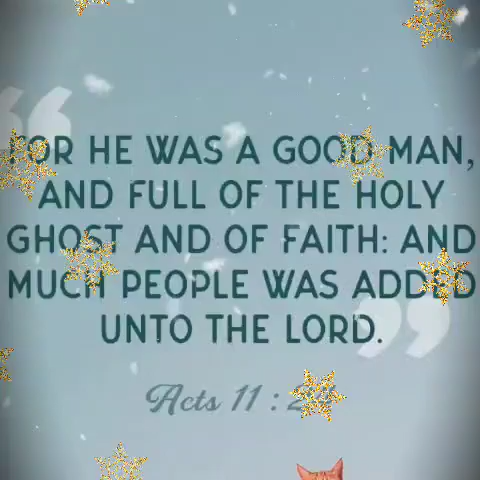 FOR HE WAS A GOOD MAN,
AND FULL OF THE HOLY
GHOST AND OF FAITH: AND
MUCH PEOPLE WAS ADDED
UNTO THE LORD.
Acts 11 : 24